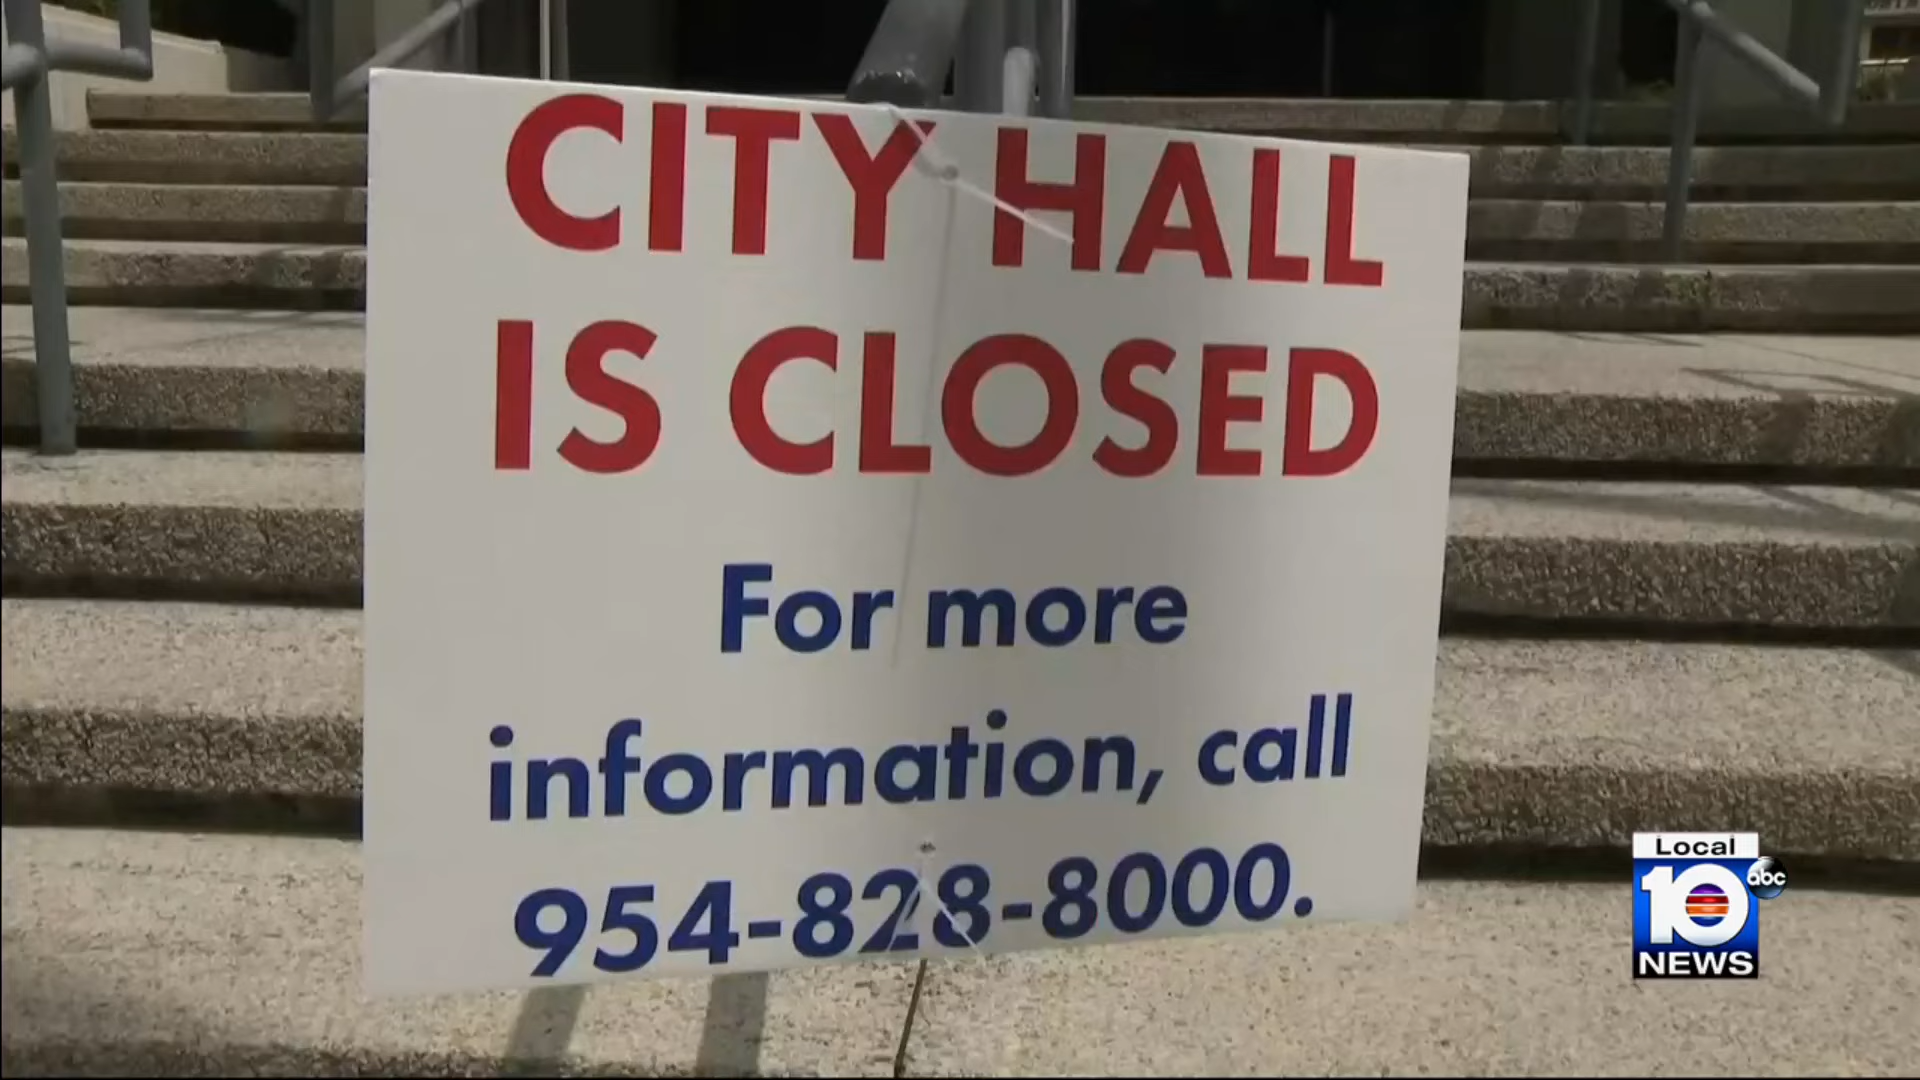 CITY HALL
IS CLOSED
For more
information, call
954-828-8000.
Local
10 abc
NEWS